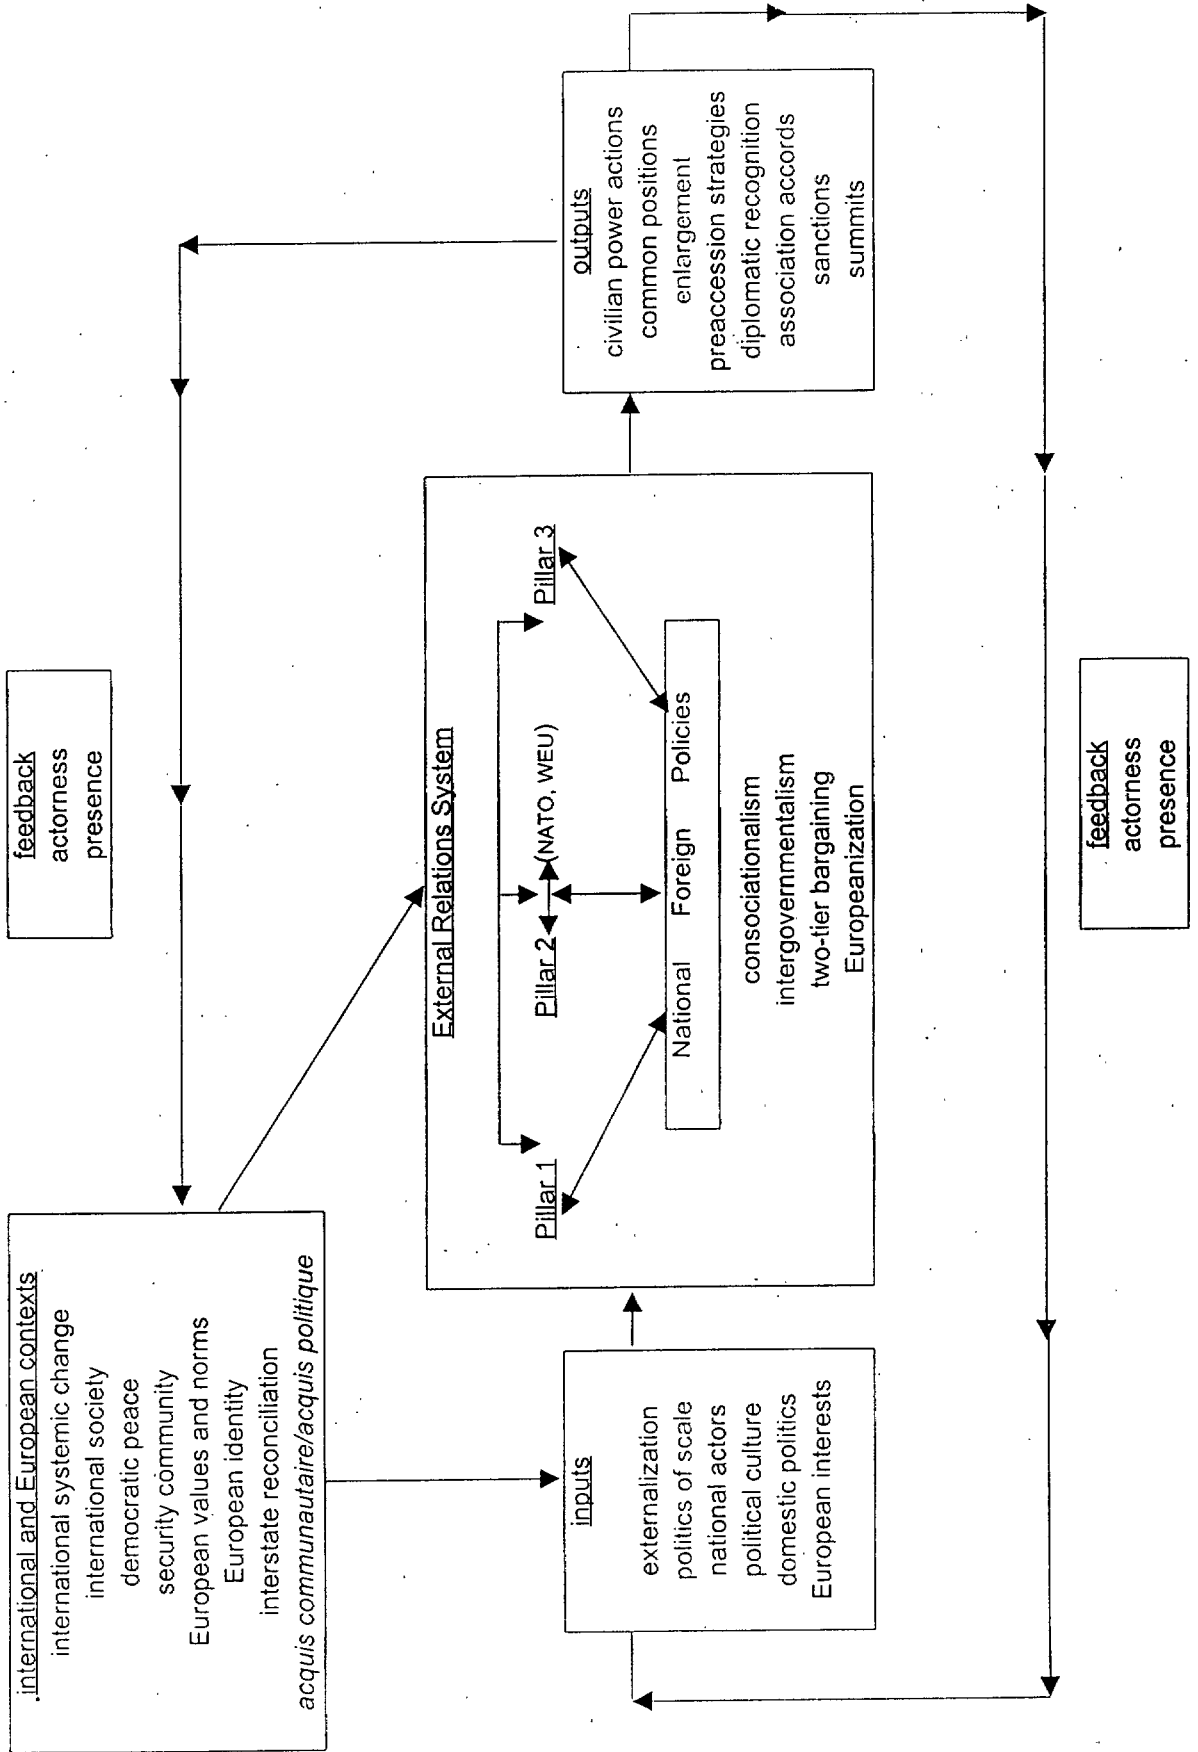 international and European contexts
international systemic change
international society
democratic peace
security community
European values and norms
European identity
interstate reconciliation
acquis communautaire/acquis politique
feedback
actorness
presence
inputs
externalization
politics of scale
national actors
political culture
domestic politics
European interests
External Relations System
Pillar 1
Pillar 2
(NATO, WEU)
Pillar 3
National Foreign Policies
consociationalism
intergovernmentalism
two-tier bargaining
Europeanization
outputs
civilian power actions
common positions
enlargement
preaccession strategies
diplomatic recognition
association accords
sanctions
summits
feedback
actorness
presence